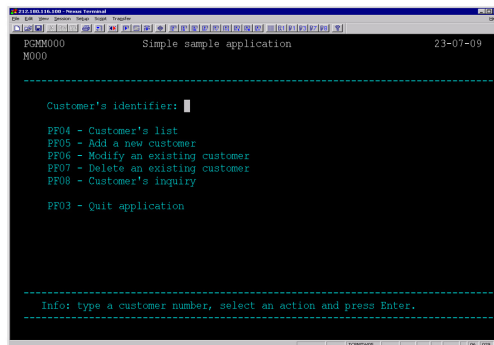 212.180.116.100 - Nexus Terminal
File Edit View Session Setup Script Transfer
PGMM000 Simple sample application 23-07-09
M000
Customer's identifier:
PF04 - Customer's list
PF05 - Add a new customer
PF06 - Modify an existing customer
PF07 - Delete an existing customer
PF08 - Customer's inquiry
PF03 - Quit application
Info: type a customer number, select an action and press Enter.